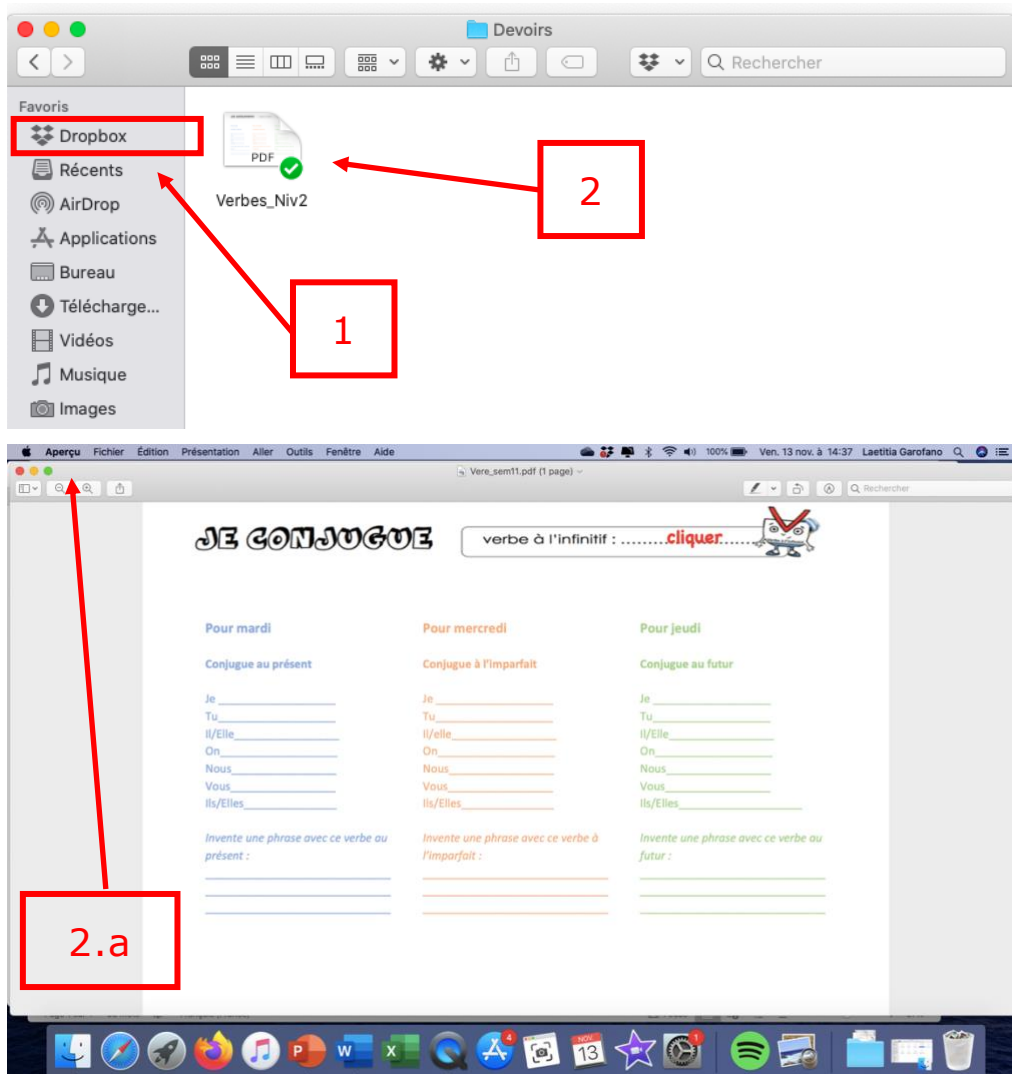 Devoirs
Rechercher
Favoris
Dropbox
Récents
AirDrop
Applications
Bureau
Télécharge...
Vidéos
Musique
Images
PDF
Verbes_Niv2
2
1
Aperçu Fichier Édition Présentation Aller Outils Fenêtre Aide 100% Ven. 13 nov. à 14:37 Laetitia Garofano
Vere_sem11.pdf (1 page)
Rechercher
JE CONJUGUE
verbe à l'infinitif : ........cliquer......
Pour mardi
Conjugue au présent
Je
Tu
Il/Elle
On
Nous
Vous
Ils/Elles
Invente une phrase avec ce verbe au
présent :
Pour mercredi
Conjugue à l'imparfait
Je
Tu
Il/elle
On
Nous
Vous
Ils/Elles
Invente une phrase avec ce verbe à
l'imparfait :
Pour jeudi
Conjugue au futur
Je
Tu
Il/Elle
On
Nous
Vous
Ils/Elles
Invente une phrase avec ce verbe au
futur :
2.a
P
W
X
4
NOV.
13
1